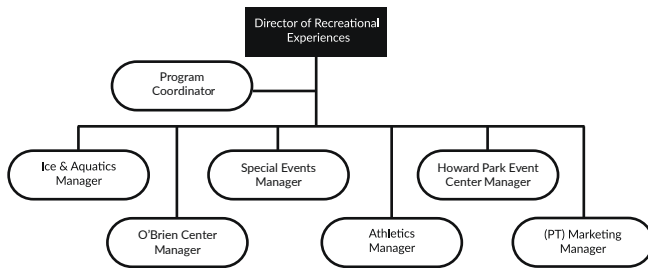 Director of Recreational
Experiences
Program
Coordinator
Ice & Aquatics
Manager
Special Events
Manager
Howard Park Event
Center Manager
O'Brien Center
Manager
Athletics
Manager
(PT) Marketing
Manager